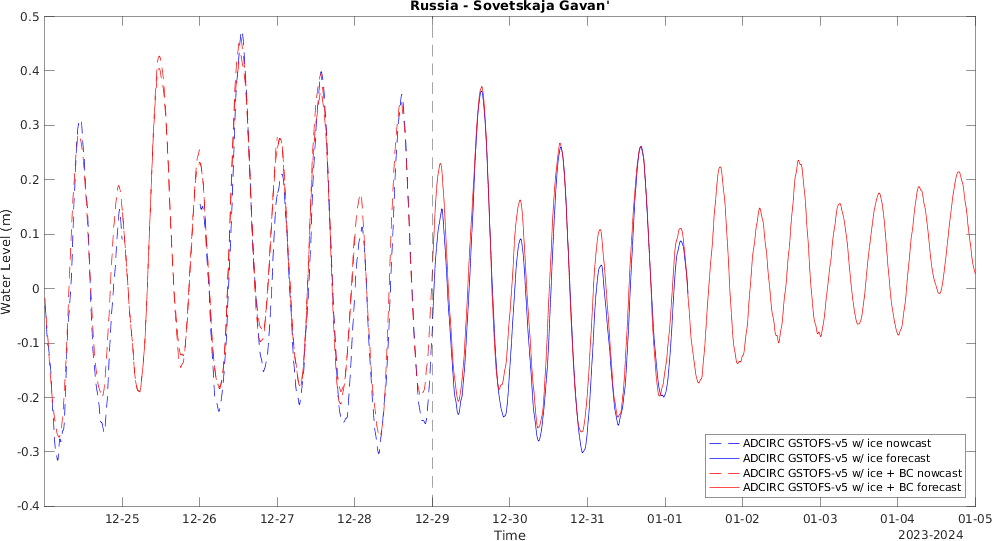 Russia - Sovetskaja Gavan'
0.5
0.4
0.3
0.2
0.1
0
-0.1
-0.2
-0.3
-0.4
Water Level (m)
ADCIRC GSTOFS-v5 w/ ice nowcast
ADCIRC GSTOFS-v5 w/ ice forecast
ADCIRC GSTOFS-v5 w/ ice + BC nowcast
ADCIRC GSTOFS-v5 w/ ice + BC forecast
12-25 12-26 12-27 12-28 12-29 12-30 12-31 01-01 01-02 01-03 01-04 01-05
Time
2023-2024